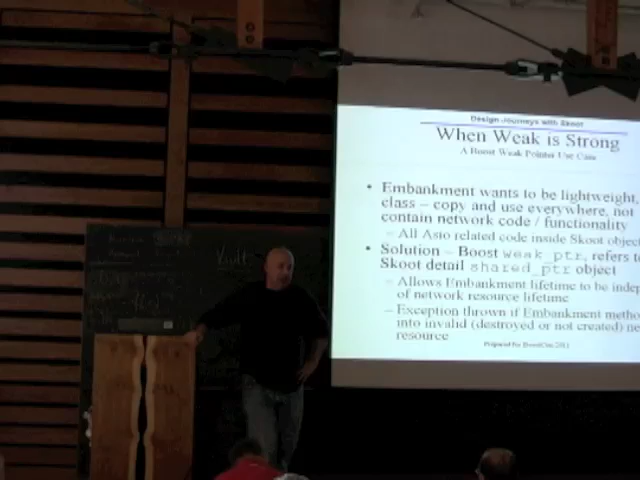 Design Journeys with Skoot
When Weak is Strong
A Boost Weak Pointer Use Case
• Embankment wants to be lightweight,
class – copy and use everywhere, not
contain network code / functionality
– All Asio related code inside Skoot objec
• Solution – Boost weak_ptr, refers to
Skoot detail shared_ptr object
– Allows Embankment lifetime to be indep
of network resource lifetime
– Exception thrown if Embankment metho
into invalid (destroyed or not created) ne
resource
Prepared for BoostCon 2011
Vault